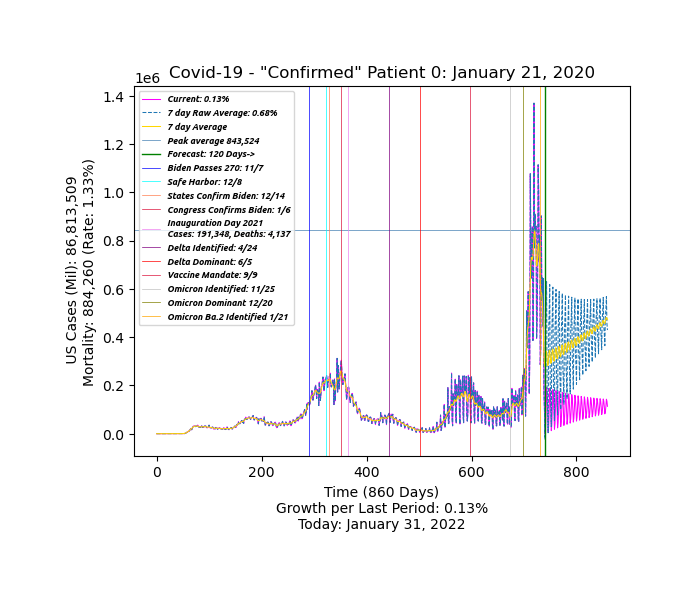 Covid-19 - "Confirmed" Patient 0: January 21, 2020
1e6
1.4
1.2
1.0
0.8
0.6
0.4
0.2
0.0
US Cases (Mil): 86,813,509
Mortality: 884,260 (Rate: 1.33%)
Current: 0.13%
7 day Raw Average: 0.68%
7 day Average
Peak average 843,524
Forecast: 120 Days->
Biden Passes 270: 11/7
Safe Harbor: 12/8
States Confirm Biden: 12/14
Congress Confirms Biden: 1/6
Inauguration Day 2021
Cases: 191,348, Deaths: 4,137
Delta Identified: 4/24
Delta Dominant: 6/5
Vaccine Mandate: 9/9
Omicron Identified: 11/25
Omicron Dominant 12/20
Omicron Ba.2 Identified 1/21
0 200 400 600 800
Time (860 Days)
Growth per Last Period: 0.13%
Today: January 31, 2022